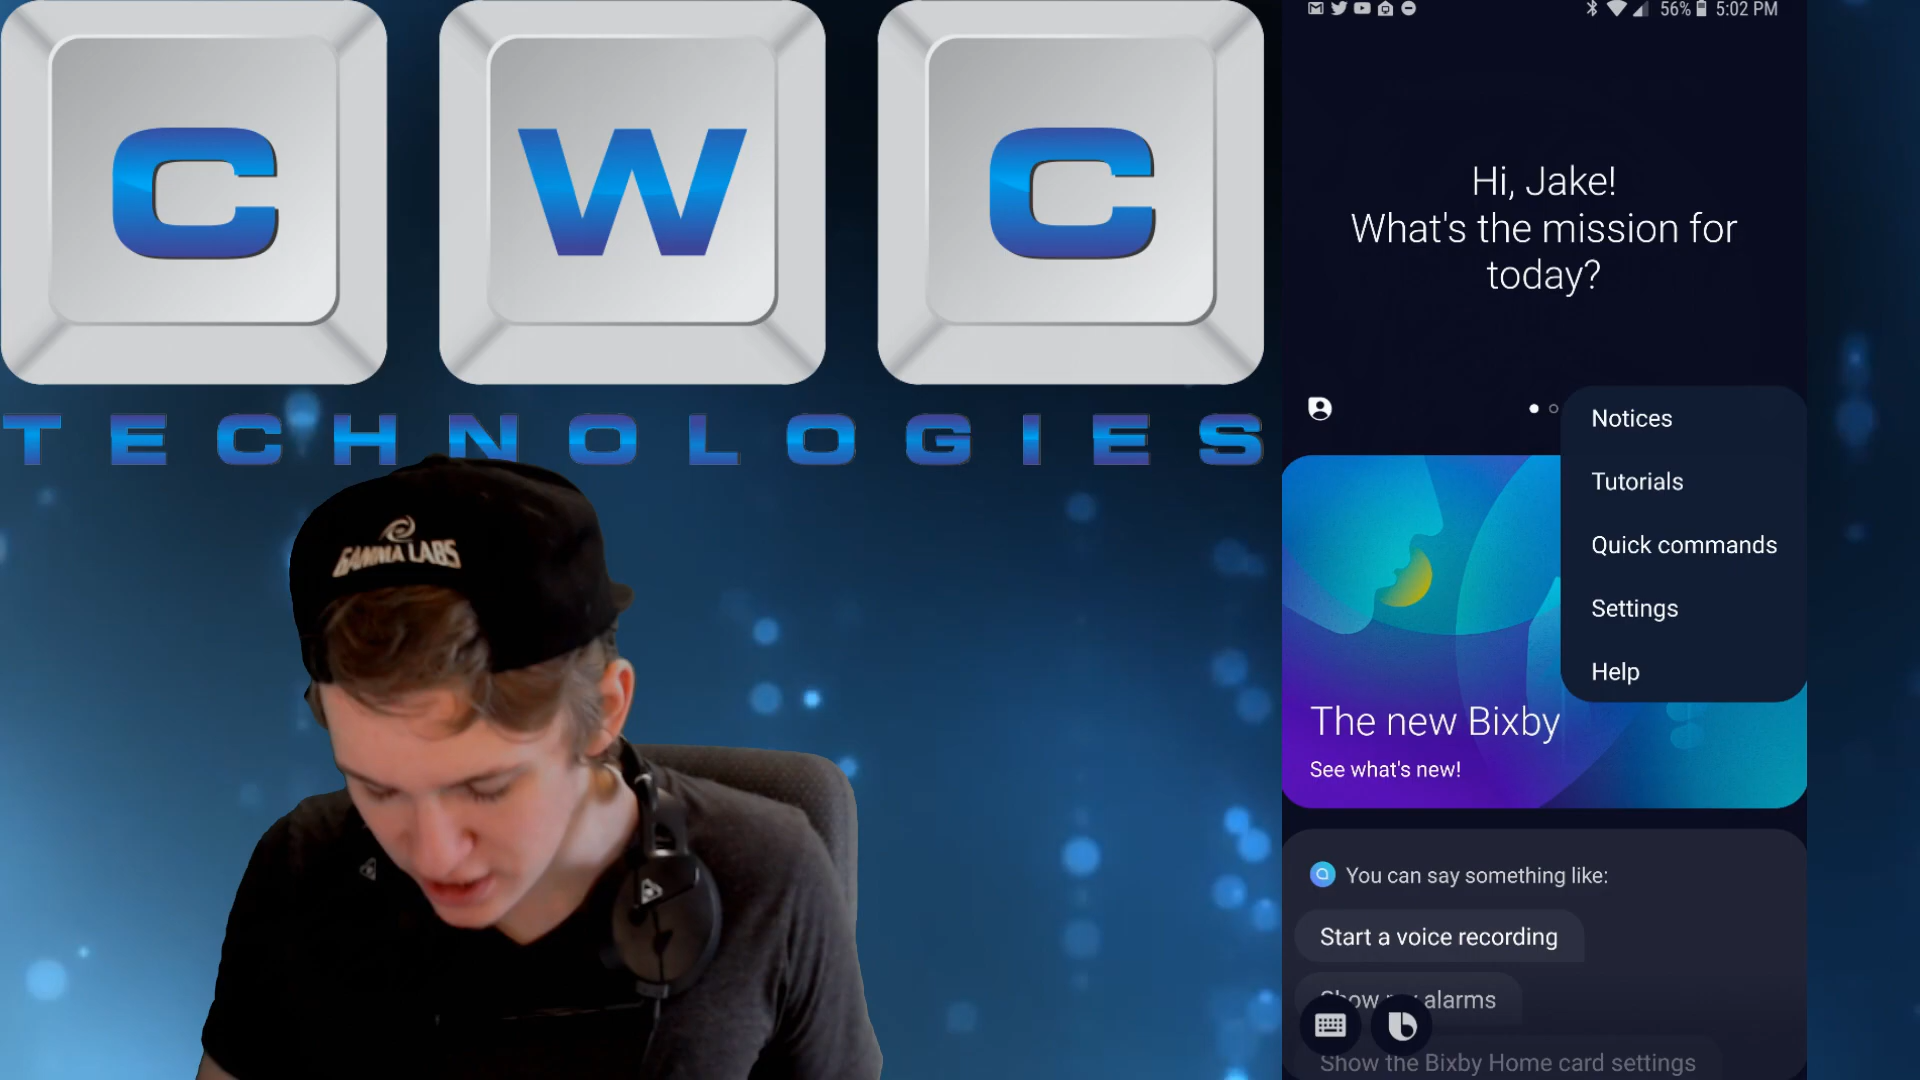 C W C
TECHNOLOGIES
GAMMA LABS
56% 5:02 PM
Hi, Jake!
What's the mission for
today?
Notices
Tutorials
Quick commands
Settings
Help
The new Bixby
See what's new!
You can say something like:
Start a voice recording
Show my alarms
Show the Bixby Home card settings